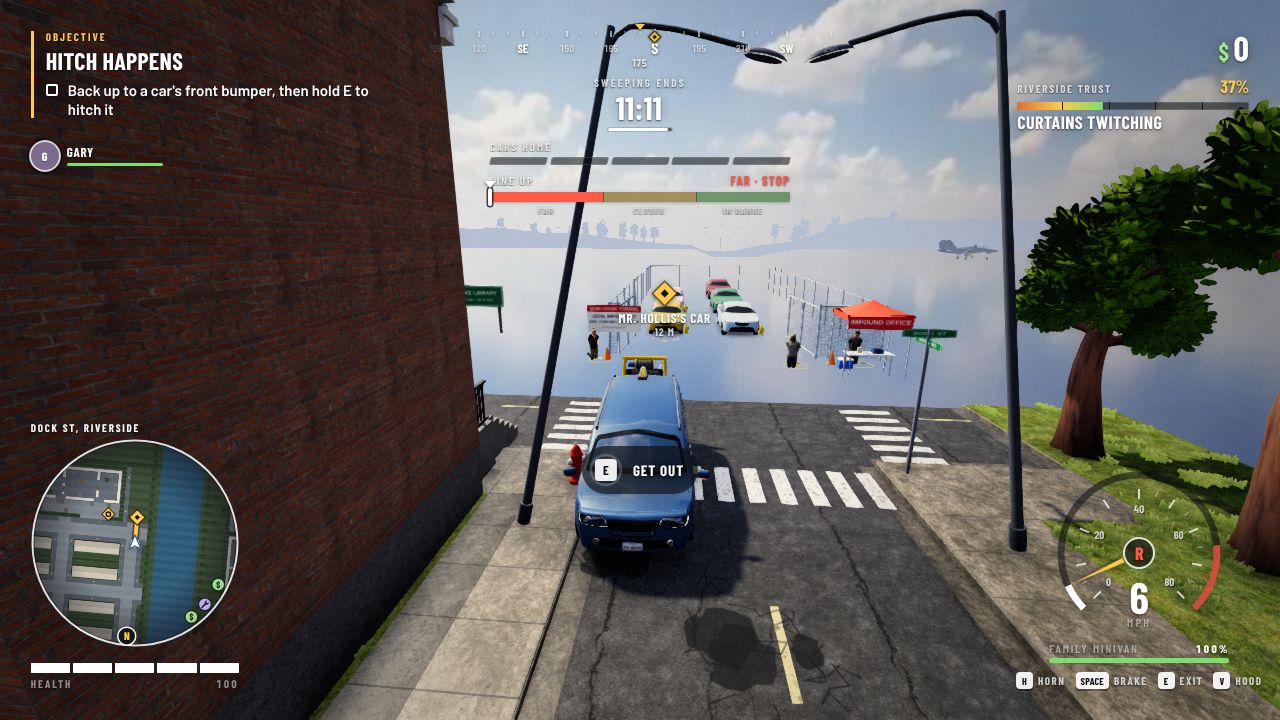 OBJECTIVE
HITCH HAPPENS
Back up to a car's front bumper, then hold E to
hitch it
G GARY
120 SE 150 165 S 195 210 SW
175
SWEEPING ENDS
11:11
CARS HOME
LINE UP FAR · STOP
FAR CLOSER IN RANGE
$ 0
RIVERSIDE TRUST 37%
CURTAINS TWITCHING
MR. HOLLIS'S CAR
12 M
IMPOUND OFFICE
DOCK ST
E GET OUT
DOCK ST, RIVERSIDE
$
$
N
HEALTH 100
0 20 40 60 80
R
6
MPH
FAMILY MINIVAN 100%
H HORN SPACE BRAKE E EXIT V HOOD